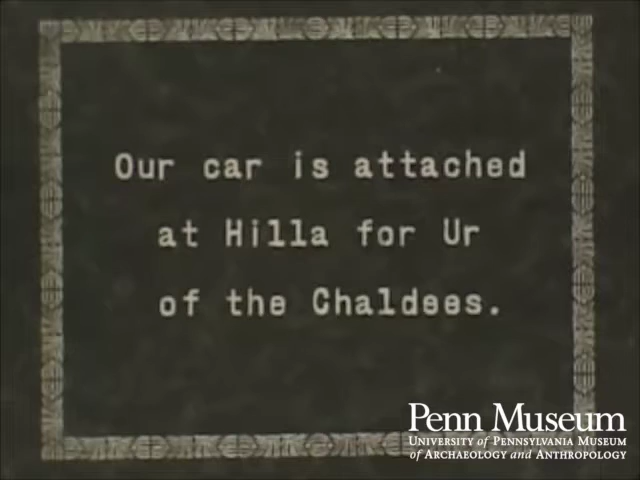 Our car is attached
at Hilla for Ur
of the Chaldees.
Penn Museum
UNIVERSITY of PENNSYLVANIA MUSEUM
of ARCHAEOLOGY and ANTHROPOLOGY